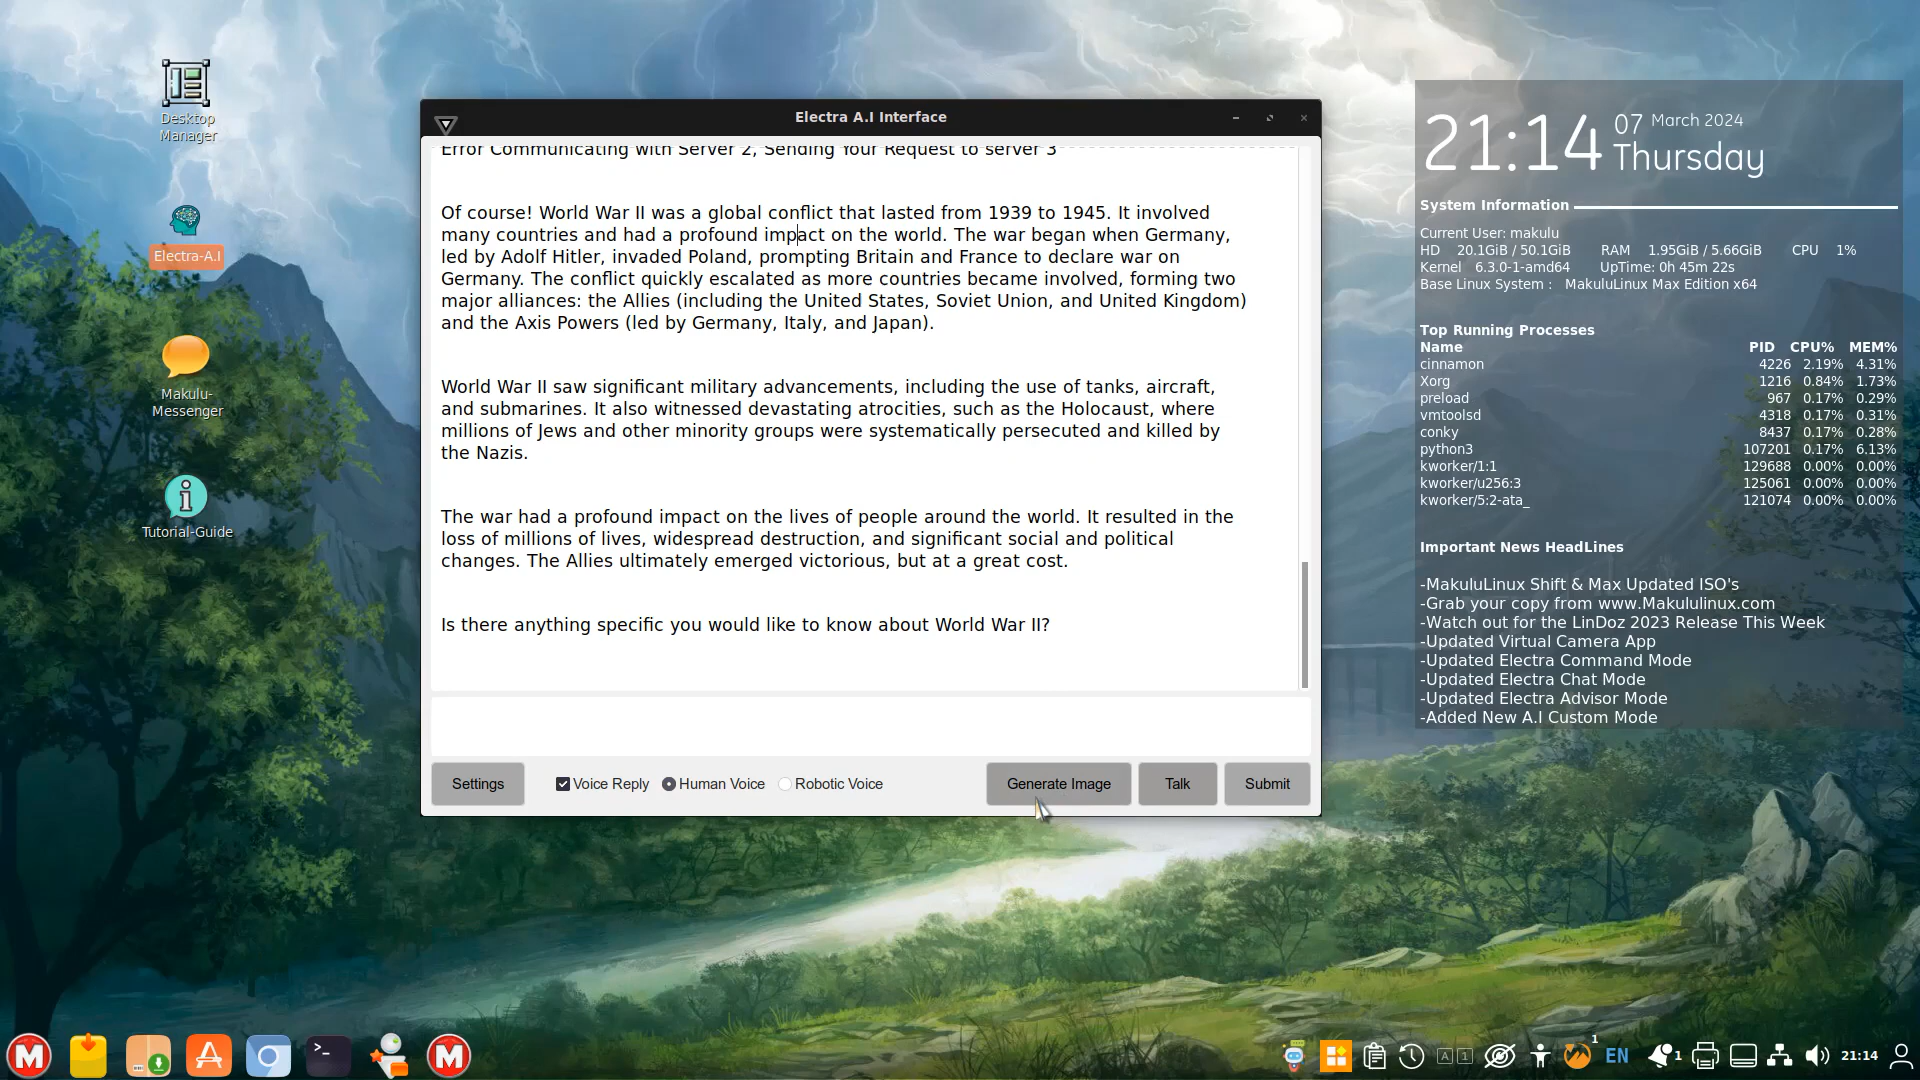 Desktop
Manager
Electra-A.I
Makulu-
Messenger
Tutorial-Guide
Electra A.I Interface
Error Communicating with Server 2, Sending Your Request to server 3
Of course! World War II was a global conflict that lasted from 1939 to 1945. It involved
many countries and had a profound impact on the world. The war began when Germany,
led by Adolf Hitler, invaded Poland, prompting Britain and France to declare war on
Germany. The conflict quickly escalated as more countries became involved, forming two
major alliances: the Allies (including the United States, Soviet Union, and United Kingdom)
and the Axis Powers (led by Germany, Italy, and Japan).
World War II saw significant military advancements, including the use of tanks, aircraft,
and submarines. It also witnessed devastating atrocities, such as the Holocaust, where
millions of Jews and other minority groups were systematically persecuted and killed by
the Nazis.
The war had a profound impact on the lives of people around the world. It resulted in the
loss of millions of lives, widespread destruction, and significant social and political
changes. The Allies ultimately emerged victorious, but at a great cost.
Is there anything specific you would like to know about World War II?
Settings Voice Reply Human Voice Robotic Voice Generate Image Talk Submit
21:14 07 March 2024
Thursday
System Information
Current User: makulu
HD 20.1GiB / 50.1GiB RAM 1.95GiB / 5.66GiB CPU 1%
Kernel 6.3.0-1-amd64 UpTime: 0h 45m 22s
Base Linux System : MakuluLinux Max Edition x64
Top Running Processes
Name PID CPU% MEM%
cinnamon 4226 2.19% 4.31%
Xorg 1216 0.84% 1.73%
preload 967 0.17% 0.29%
vmtoolsd 4318 0.17% 0.31%
conky 8437 0.17% 0.28%
python3 107201 0.17% 6.13%
kworker/1:1 129688 0.00% 0.00%
kworker/u256:3 125061 0.00% 0.00%
kworker/5:2-ata_ 121074 0.00% 0.00%
Important News HeadLines
-MakuluLinux Shift & Max Updated ISO's
-Grab your copy from www.Makululinux.com
-Watch out for the LinDoz 2023 Release This Week
-Updated Virtual Camera App
-Updated Electra Command Mode
-Updated Electra Chat Mode
-Updated Electra Advisor Mode
-Added New A.I Custom Mode
M A >_ M A 1 1 EN 1 21:14